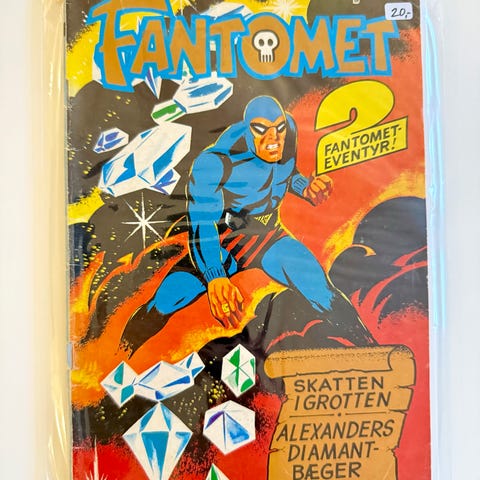 20,-
FANTOMET
2
FANTOMET-
EVENTYR!
SKATTEN
I GROTTEN
•
ALEXANDERS
DIAMANT-
BÆGER